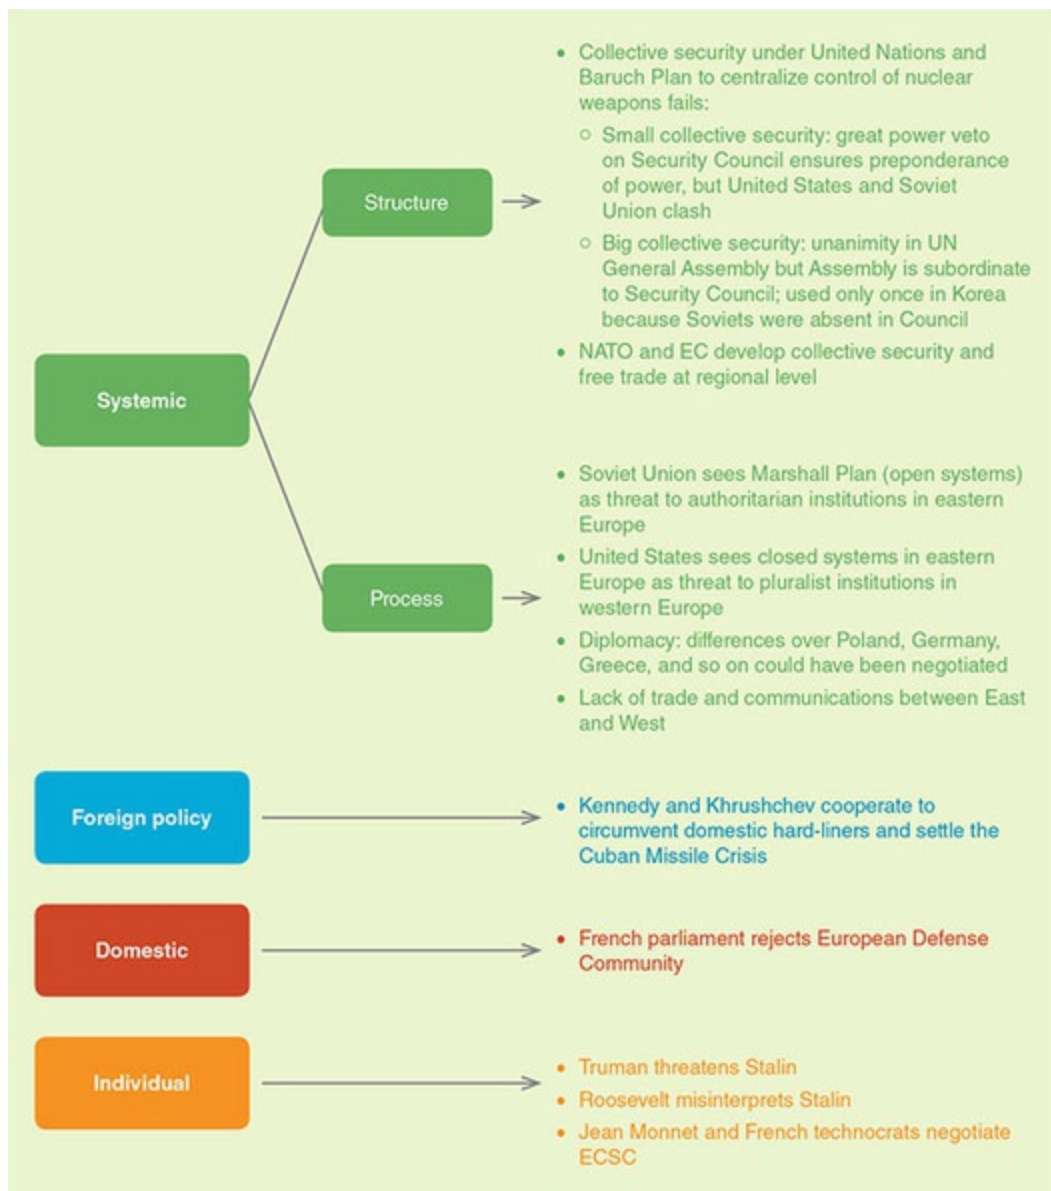 • Collective security under United Nations and
Baruch Plan to centralize control of nuclear
weapons fails:
○ Small collective security: great power veto
on Security Council ensures preponderance
of power, but United States and Soviet
Union clash
Structure
○ Big collective security: unanimity in UN
General Assembly but Assembly is subordinate
to Security Council; used only once in Korea
because Soviets were absent in Council
• NATO and EC develop collective security and
free trade at regional level
Systemic
• Soviet Union sees Marshall Plan (open systems)
as threat to authoritarian institutions in eastern
Europe
• United States sees closed systems in eastern
Europe as threat to pluralist institutions in
western Europe
Process
• Diplomacy: differences over Poland, Germany,
Greece, and so on could have been negotiated
• Lack of trade and communications between East
and West
Foreign policy
• Kennedy and Khrushchev cooperate to
circumvent domestic hard-liners and settle the
Cuban Missile Crisis
Domestic
• French parliament rejects European Defense
Community
Individual
• Truman threatens Stalin
• Roosevelt misinterprets Stalin
• Jean Monnet and French technocrats negotiate
ECSC